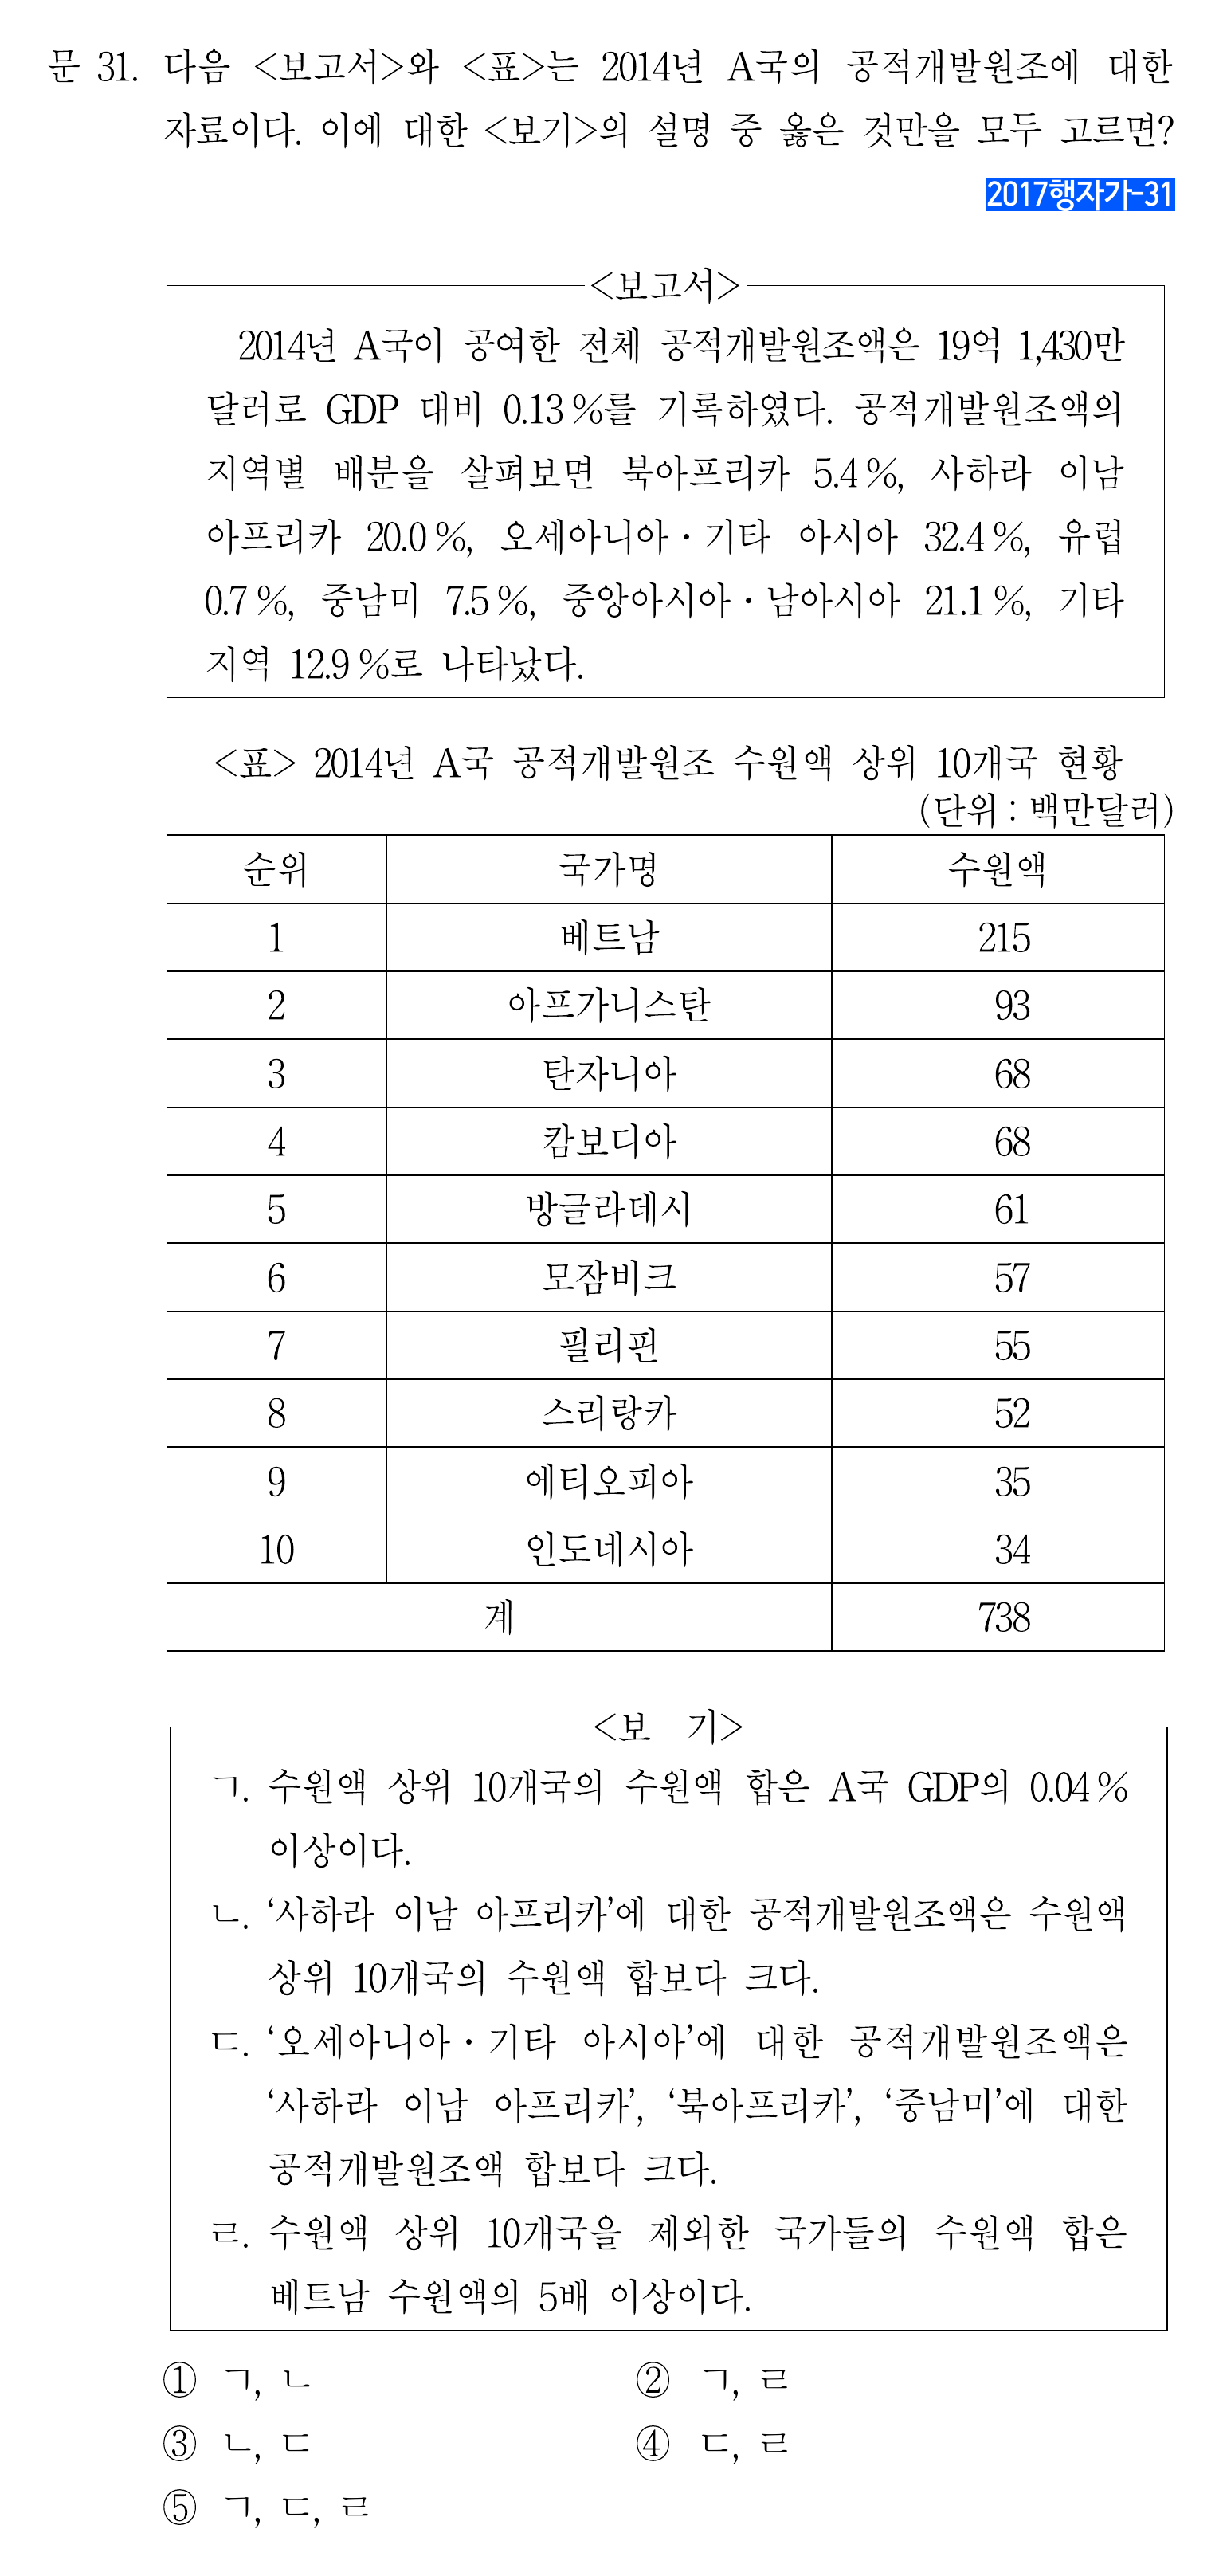 문 31. 다음 <보고서>와 <표>는 2014년 A국의 공적개발원조에 대한
자료이다. 이에 대한 <보기>의 설명 중 옳은 것만을 모두 고르면?
2017행자가-31
<보고서>
2014년 A국이 공여한 전체 공적개발원조액은 19억 1,430만
달러로 GDP 대비 0.13 %를 기록하였다. 공적개발원조액의
지역별 배분을 살펴보면 북아프리카 5.4 %, 사하라 이남
아프리카 20.0 %, 오세아니아·기타 아시아 32.4 %, 유럽
0.7 %, 중남미 7.5 %, 중앙아시아·남아시아 21.1 %, 기타
지역 12.9 %로 나타났다.
<표> 2014년 A국 공적개발원조 수원액 상위 10개국 현황
(단위 : 백만달러)
순위 국가명 수원액
1 베트남 215
2 아프가니스탄 93
3 탄자니아 68
4 캄보디아 68
5 방글라데시 61
6 모잠비크 57
7 필리핀 55
8 스리랑카 52
9 에티오피아 35
10 인도네시아 34
계 738
<보 기>
ㄱ. 수원액 상위 10개국의 수원액 합은 A국 GDP의 0.04 %
이상이다.
ㄴ. ‘사하라 이남 아프리카’에 대한 공적개발원조액은 수원액
상위 10개국의 수원액 합보다 크다.
ㄷ. ‘오세아니아·기타 아시아’에 대한 공적개발원조액은
‘사하라 이남 아프리카’, ‘북아프리카’, ‘중남미’에 대한
공적개발원조액 합보다 크다.
ㄹ. 수원액 상위 10개국을 제외한 국가들의 수원액 합은
베트남 수원액의 5배 이상이다.
① ㄱ, ㄴ ② ㄱ, ㄹ
③ ㄴ, ㄷ ④ ㄷ, ㄹ
⑤ ㄱ, ㄷ, ㄹ